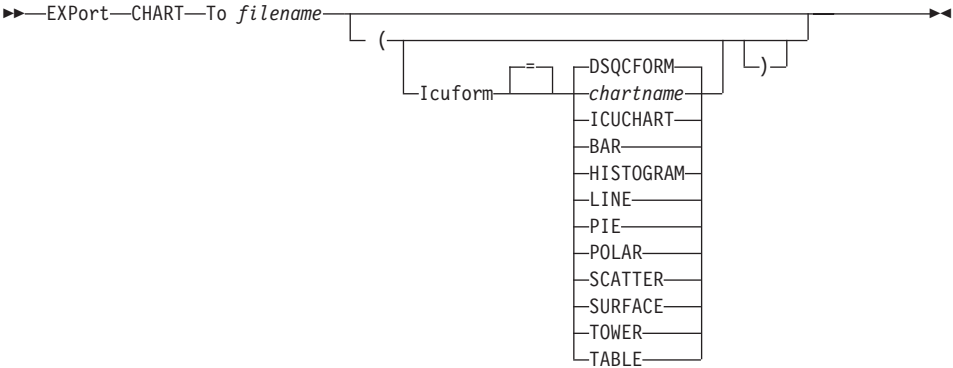 EXPort CHART To filename
( )
Icuform = DSQCFORM
chartname
ICUCHART
BAR
HISTOGRAM
LINE
PIE
POLAR
SCATTER
SURFACE
TOWER
TABLE